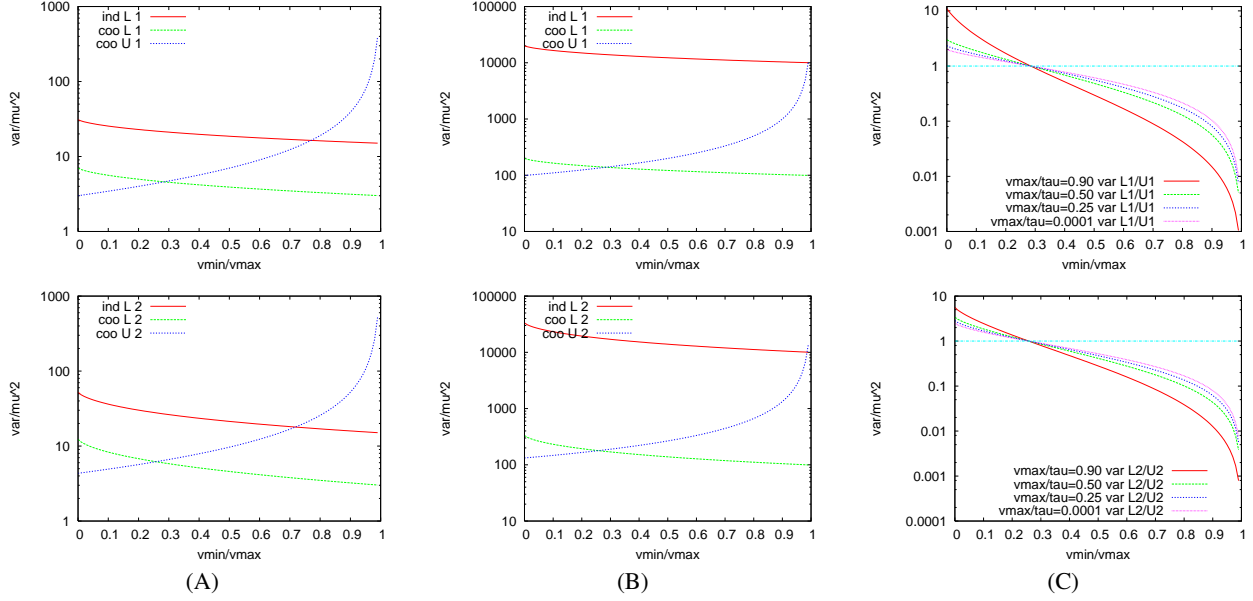 ind L 1
coo L 1
coo U 1
1000
100
10
1
var/mu^2
0 0.1 0.2 0.3 0.4 0.5 0.6 0.7 0.8 0.9 1
vmin/vmax
ind L 1
coo L 1
coo U 1
100000
10000
1000
100
10
var/mu^2
0 0.1 0.2 0.3 0.4 0.5 0.6 0.7 0.8 0.9 1
vmin/vmax
10
1
0.1
0.01
0.001
var/mu^2
vmax/tau=0.90 var L1/U1
vmax/tau=0.50 var L1/U1
vmax/tau=0.25 var L1/U1
vmax/tau=0.0001 var L1/U1
0 0.1 0.2 0.3 0.4 0.5 0.6 0.7 0.8 0.9 1
vmin/vmax
ind L 2
coo L 2
coo U 2
1000
100
10
1
var/mu^2
0 0.1 0.2 0.3 0.4 0.5 0.6 0.7 0.8 0.9 1
vmin/vmax
ind L 2
coo L 2
coo U 2
100000
10000
1000
100
10
var/mu^2
0 0.1 0.2 0.3 0.4 0.5 0.6 0.7 0.8 0.9 1
vmin/vmax
10
1
0.1
0.01
0.001
0.0001
var/mu^2
vmax/tau=0.90 var L2/U2
vmax/tau=0.50 var L2/U2
vmax/tau=0.25 var L2/U2
vmax/tau=0.0001 var L2/U2
0 0.1 0.2 0.3 0.4 0.5 0.6 0.7 0.8 0.9 1
vmin/vmax
(A) (B) (C)